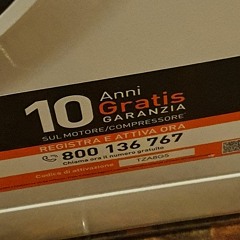 10 Anni
Gratis
GARANZIA
SUL MOTORE/COMPRESSORE
REGISTRA E ATTIVA ORA
800 136 767
Chiama ora il numero gratuito
Codice di attivazione TZA8GS